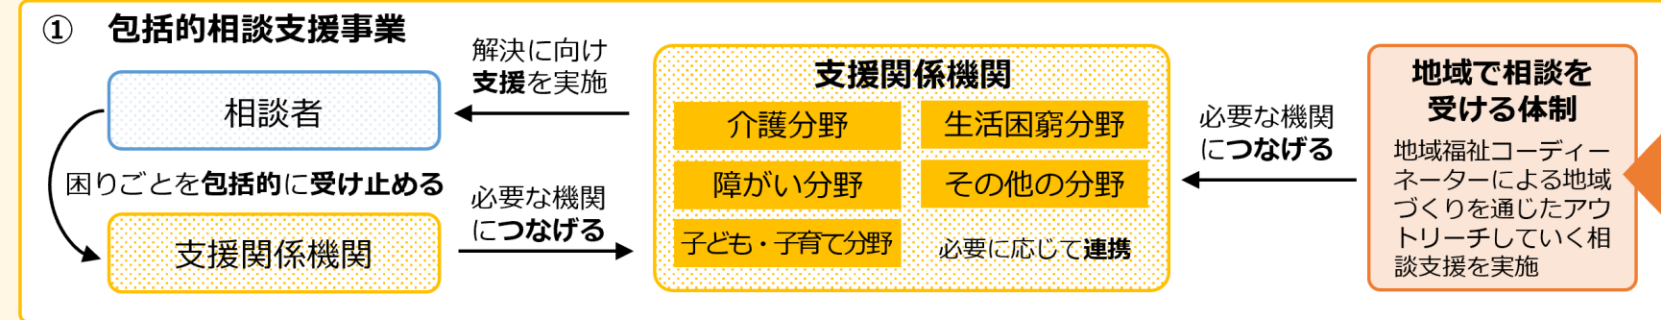 ① 包括的相談支援事業
相談者
困りごとを包括的に受け止める
支援関係機関
解決に向け
支援を実施
必要な機関
につなげる
支援関係機関
介護分野
生活困窮分野
障がい分野
その他の分野
子ども・子育て分野
必要に応じて連携
必要な機関
につなげる
地域で相談を
受ける体制
地域福祉コーディー
ネーターによる地域
づくりを通じたアウ
トリーチしていく相
談支援を実施